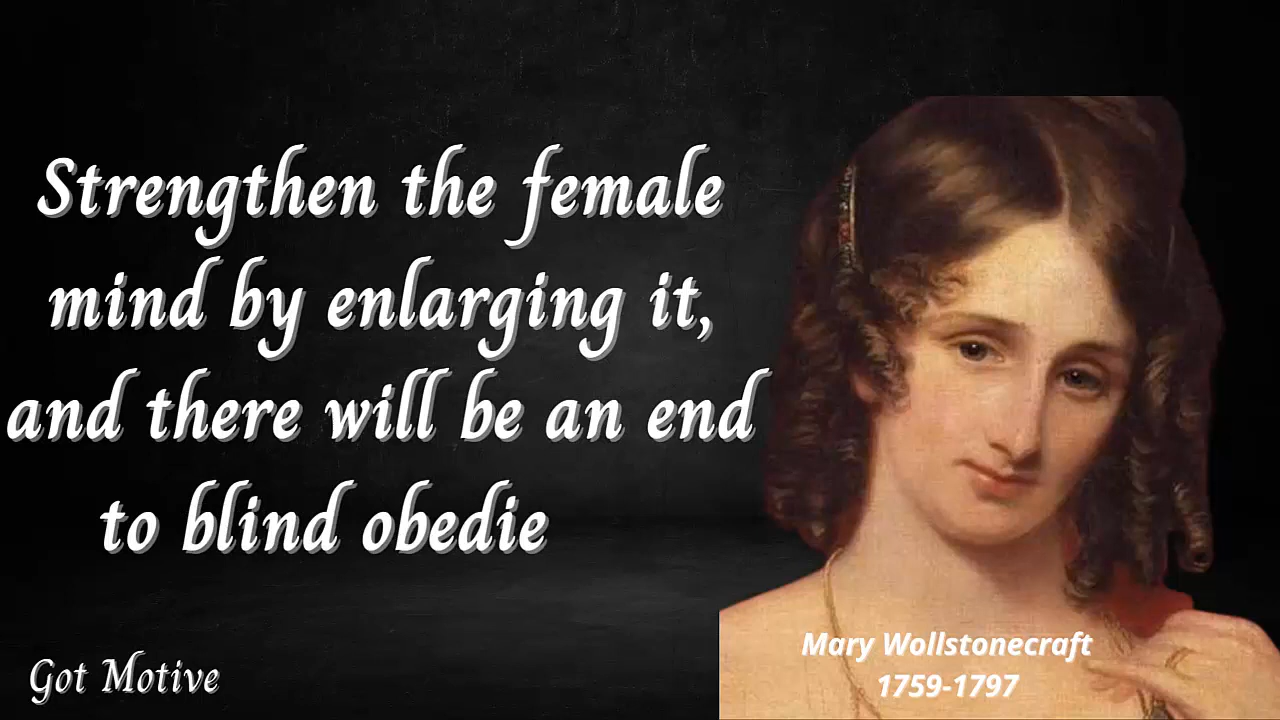 Strengthen the female
mind by enlarging it,
and there will be an end
to blind obedie
Got Motive
Mary Wollstonecraft
1759-1797